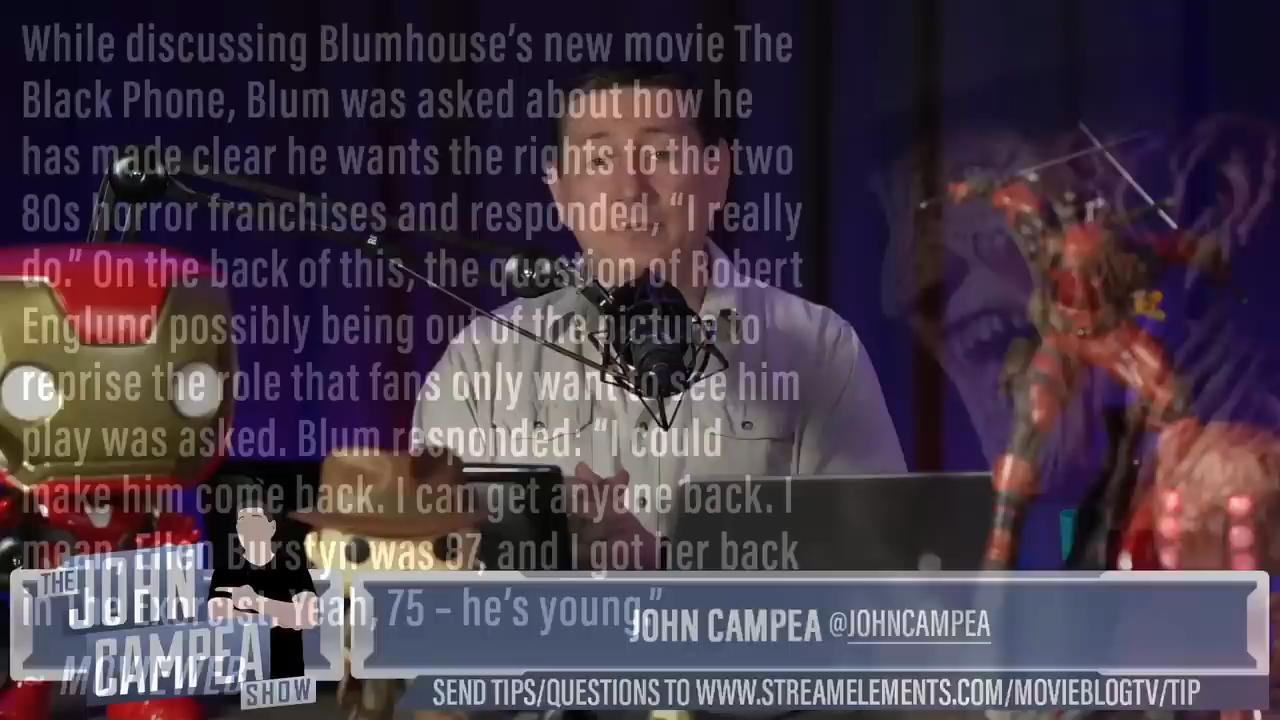 While discussing Blumhouse's new movie The
Black Phone, Blum was asked about how he
has made clear he wants the rights to the two
80s horror franchises and responded, “I really
do.” On the back of this, the question of Robert
Englund possibly being out of the picture to
reprise the role that fans only want to see him
play was asked. Blum responded: “I could
make him come back. I can get anyone back. I
mean, Ellen Burstyn was 87, and I got her back
in the Exorcist. Yeah, 75 – he's young.”
~ MOVIEWEB
THE
JOHN
CAMPEA
SHOW
JOHN CAMPEA @JOHNCAMPEA
SEND TIPS/QUESTIONS TO WWW.STREAMELEMENTS.COM/MOVIEBLOGTV/TIP